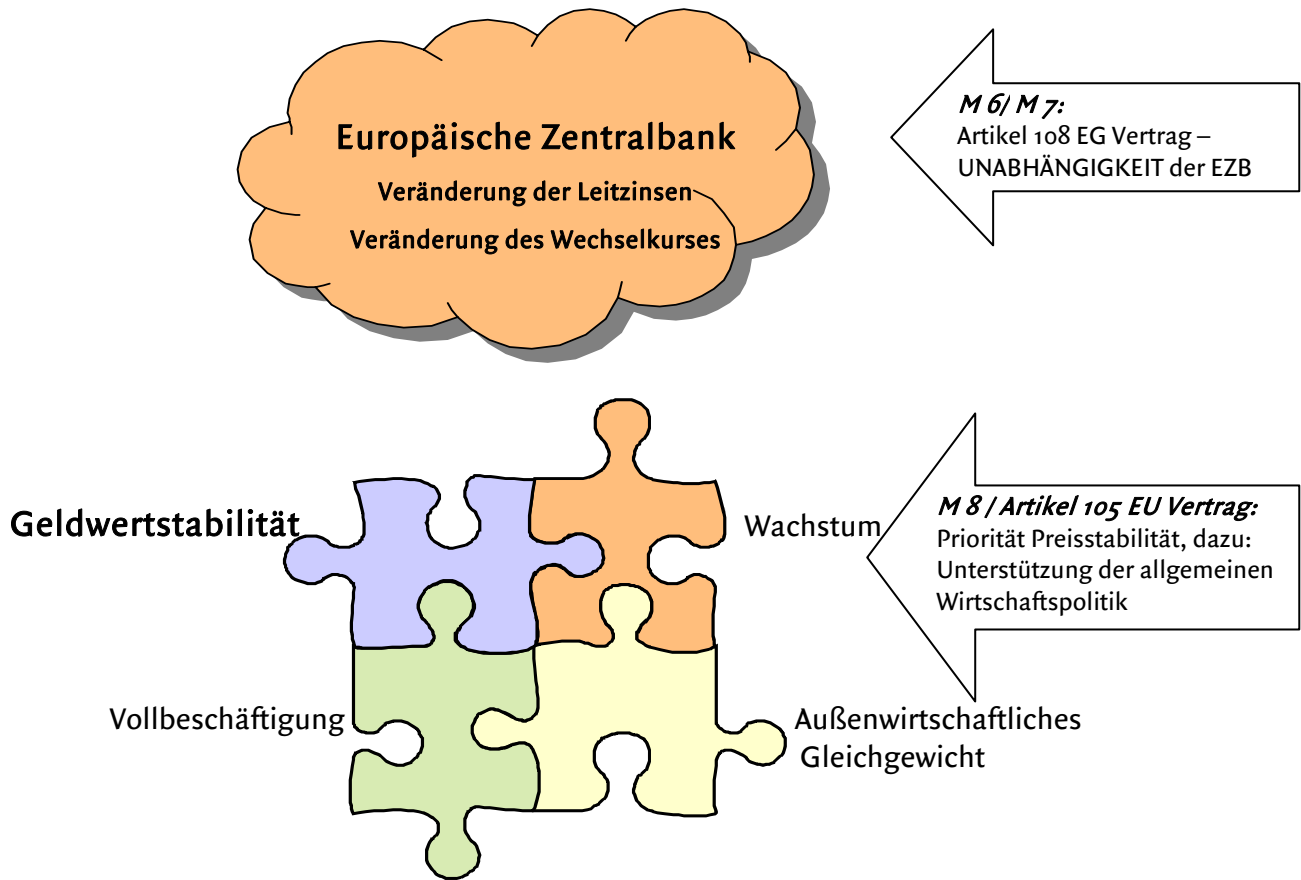 Europäische Zentralbank
Veränderung der Leitzinsen
Veränderung des Wechselkurses
M 6/ M 7:
Artikel 108 EG Vertrag –
UNABHÄNGIGKEIT der EZB
Geldwertstabilität
Wachstum
M 8 / Artikel 105 EU Vertrag:
Priorität Preisstabilität, dazu:
Unterstützung der allgemeinen
Wirtschaftspolitik
Vollbeschäftigung
Außenwirtschaftliches
Gleichgewicht